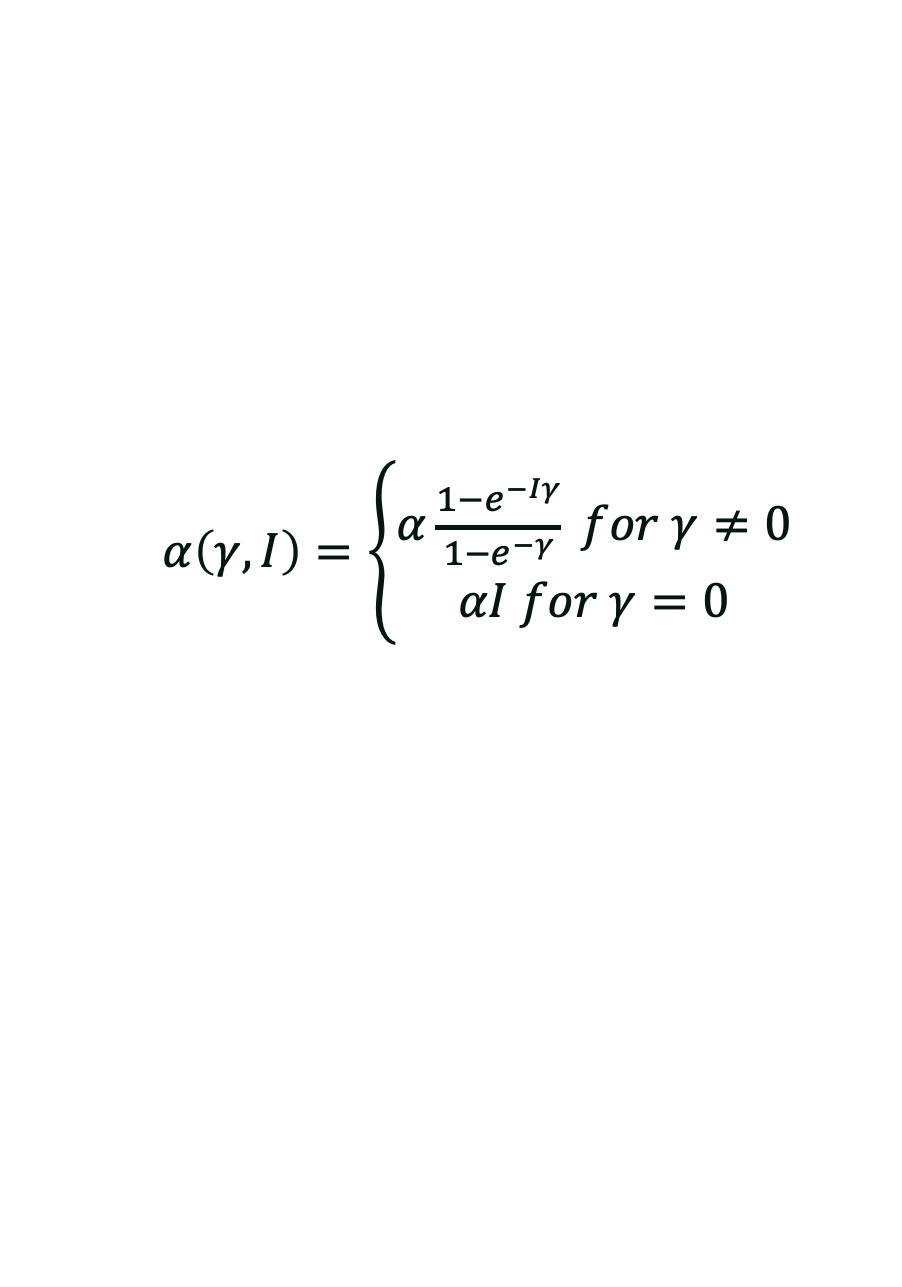 α(γ, I) = { α (1−e^{−Iγ})/(1−e^{−γ}) for γ ≠ 0
αI for γ = 0